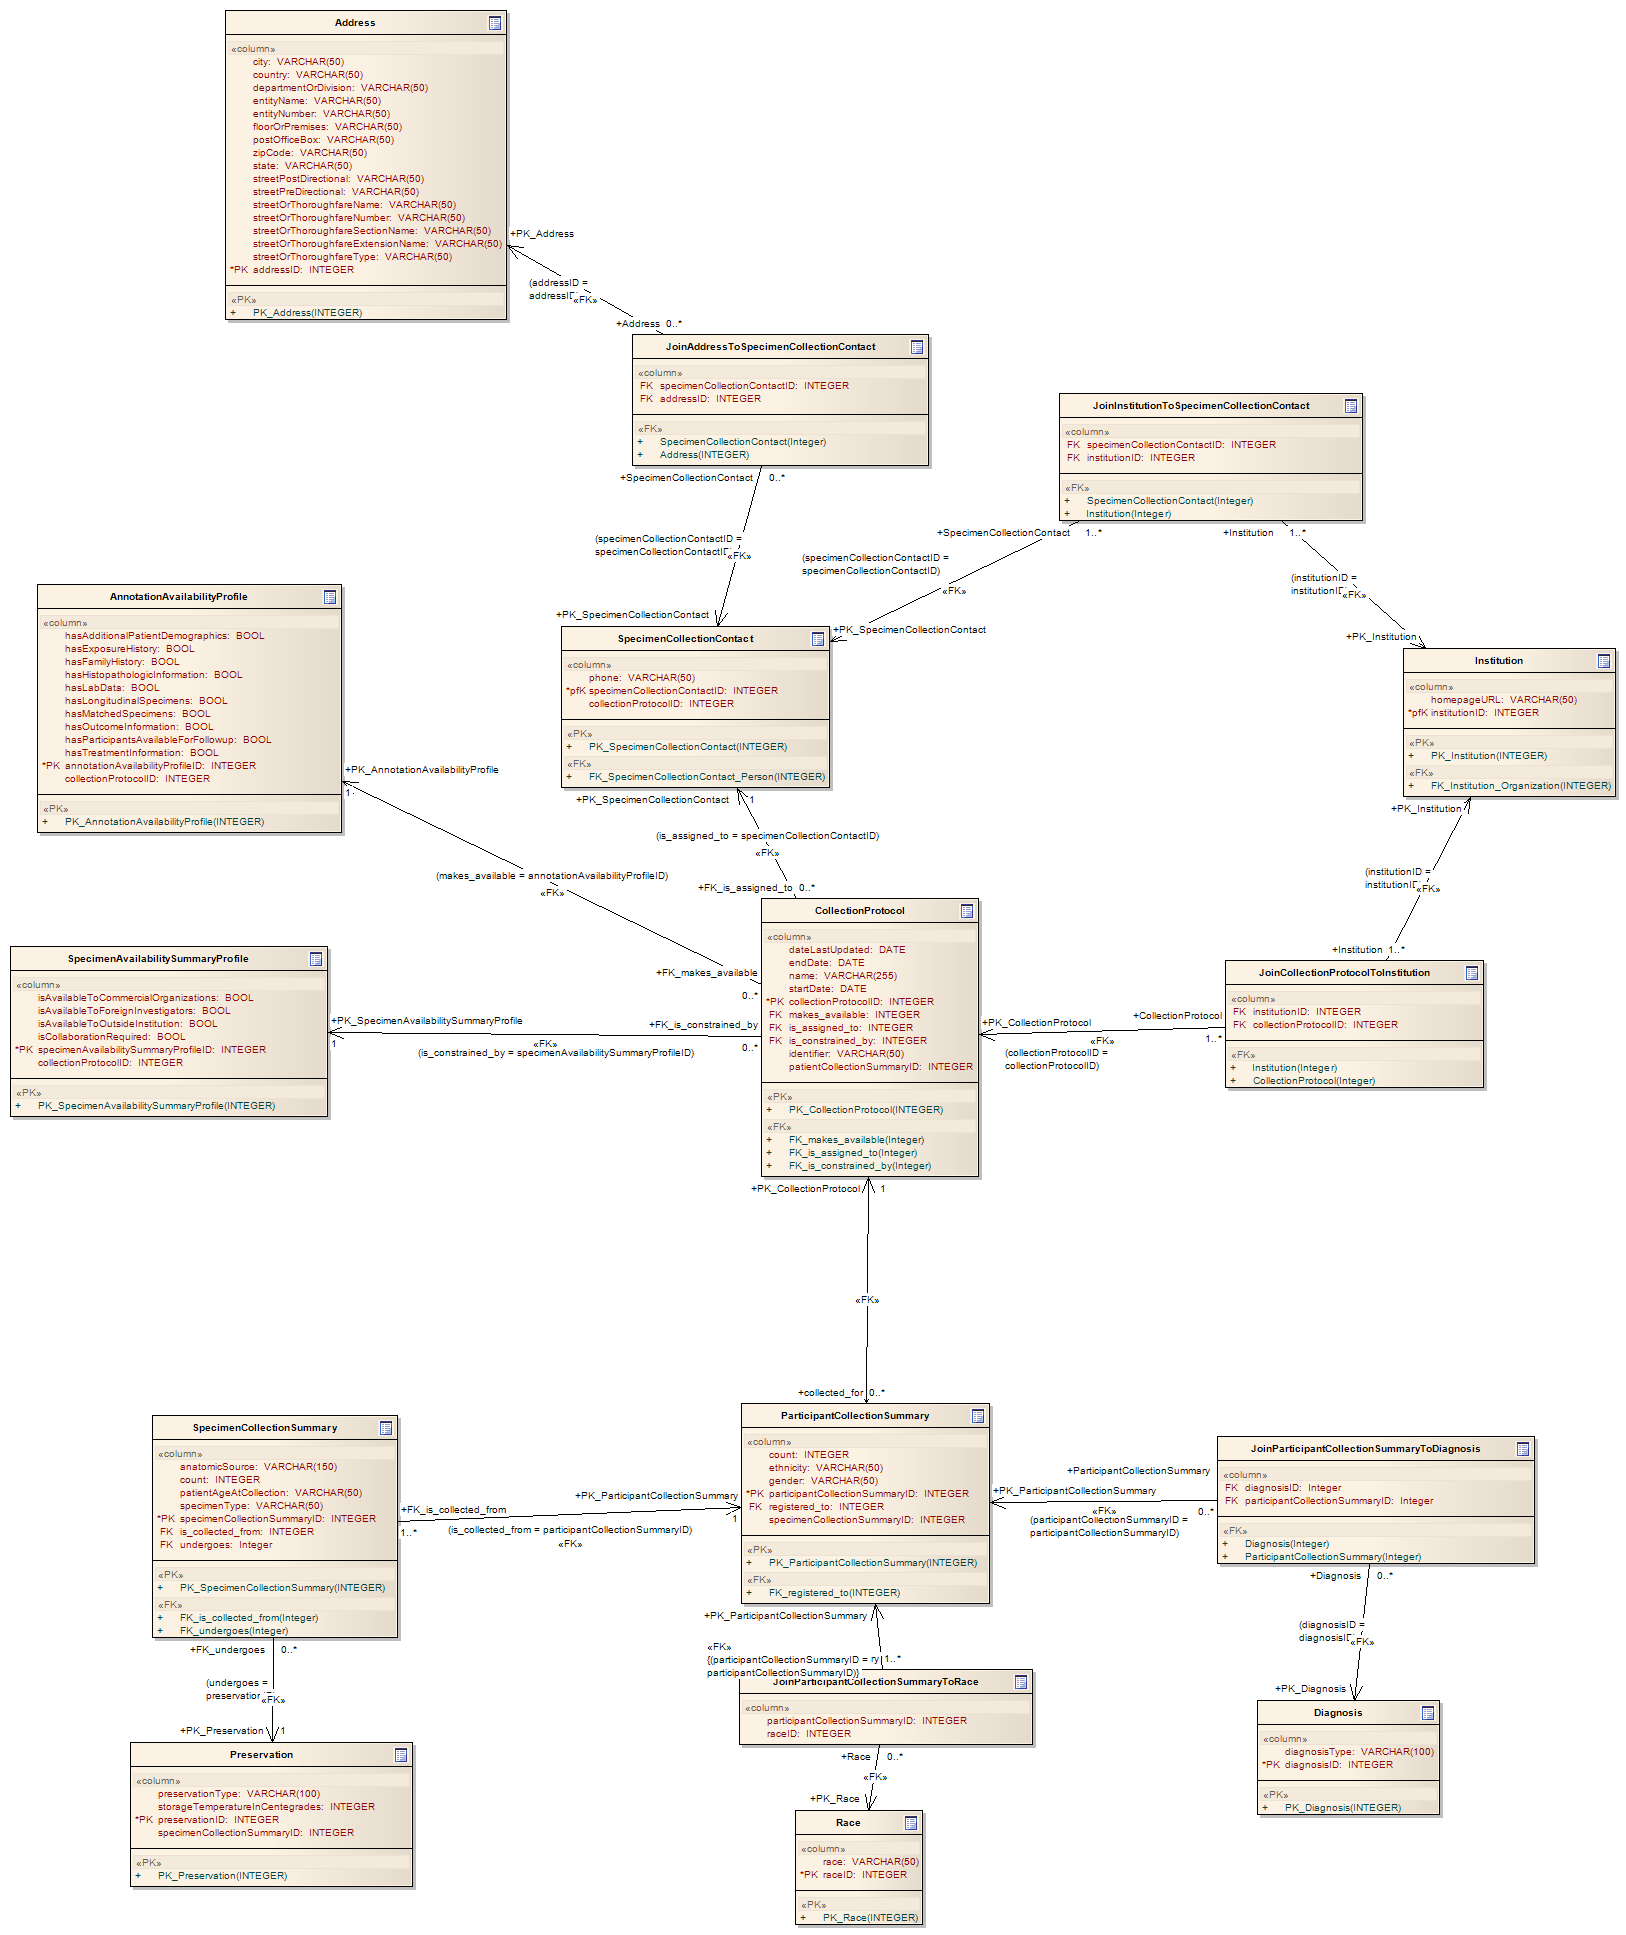 Address
«column»
city: VARCHAR(50)
country: VARCHAR(50)
departmentOrDivision: VARCHAR(50)
entityName: VARCHAR(50)
entityNumber: VARCHAR(50)
floorOrPremises: VARCHAR(50)
postOfficeBox: VARCHAR(50)
zipCode: VARCHAR(50)
state: VARCHAR(50)
streetPostDirectional: VARCHAR(50)
streetPreDirectional: VARCHAR(50)
streetOrThoroughfareName: VARCHAR(50)
streetOrThoroughfareNumber: VARCHAR(50)
streetOrThoroughfareSectionName: VARCHAR(50)
streetOrThoroughfareExtensionName: VARCHAR(50)
streetOrThoroughfareType: VARCHAR(50)
*PK addressID: INTEGER
«PK»
+ PK_Address(INTEGER)
+PK_Address
(addressID =
addressID
«FK»
+Address 0..*
JoinAddressToSpecimenCollectionContact
«column»
FK specimenCollectionContactID: INTEGER
FK addressID: INTEGER
«FK»
+ SpecimenCollectionContact(Integer)
+ Address(INTEGER)
+SpecimenCollectionContact 0..*
(specimenCollectionContactID =
specimenCollectionContactID
«FK»
+PK_SpecimenCollectionContact
JoinInstitutionToSpecimenCollectionContact
«column»
FK specimenCollectionContactID: INTEGER
FK institutionID: INTEGER
«FK»
+ SpecimenCollectionContact(Integer)
+ Institution(Integer)
+SpecimenCollectionContact 1..*
(specimenCollectionContactID =
specimenCollectionContactID)
«FK»
+PK_SpecimenCollectionContact
+Institution 1..*
(institutionID =
institutionID
«FK»
+PK_Institution
AnnotationAvailabilityProfile
«column»
hasAdditionalPatientDemographics: BOOL
hasExposureHistory: BOOL
hasFamilyHistory: BOOL
hasHistopathologicInformation: BOOL
hasLabData: BOOL
hasLongitudinalSpecimens: BOOL
hasMatchedSpecimens: BOOL
hasOutcomeInformation: BOOL
hasParticipantsAvailableForFollowup: BOOL
hasTreatmentInformation: BOOL
*PK annotationAvailabilityProfileID: INTEGER
collectionProtocolID: INTEGER
«PK»
+ PK_AnnotationAvailabilityProfile(INTEGER)
+PK_AnnotationAvailabilityProfile
1
(makes_available = annotationAvailabilityProfileID)
«FK»
+FK_makes_available
0..*
SpecimenCollectionContact
«column»
phone: VARCHAR(50)
*pfK specimenCollectionContactID: INTEGER
collectionProtocolID: INTEGER
«PK»
+ PK_SpecimenCollectionContact(INTEGER)
«FK»
+ FK_SpecimenCollectionContact_Person(INTEGER)
+PK_SpecimenCollectionContact 1
(is_assigned_to = specimenCollectionContactID)
«FK»
+FK_is_assigned_to 0..*
Institution
«column»
homepageURL: VARCHAR(50)
*pfK institutionID: INTEGER
«PK»
+ PK_Institution(INTEGER)
«FK»
+ FK_Institution_Organization(INTEGER)
+PK_Institution
(institutionID =
institutionID
«FK»
+Institution 1..*
CollectionProtocol
«column»
dateLastUpdated: DATE
endDate: DATE
name: VARCHAR(255)
startDate: DATE
*PK collectionProtocolID: INTEGER
FK makes_available: INTEGER
FK is_assigned_to: INTEGER
FK is_constrained_by: INTEGER
identifier: VARCHAR(50)
patientCollectionSummaryID: INTEGER
«PK»
+ PK_CollectionProtocol(INTEGER)
«FK»
+ FK_makes_available(Integer)
+ FK_is_assigned_to(Integer)
+ FK_is_constrained_by(Integer)
SpecimenAvailabilitySummaryProfile
«column»
isAvailableToCommercialOrganizations: BOOL
isAvailableToForeignInvestigators: BOOL
isAvailableToOutsideInstitution: BOOL
isCollaborationRequired: BOOL
*PK specimenAvailabilitySummaryProfileID: INTEGER
collectionProtocolID: INTEGER
«PK»
+ PK_SpecimenAvailabilitySummaryProfile(INTEGER)
+PK_SpecimenAvailabilitySummaryProfile
1
«FK»
(is_constrained_by = specimenAvailabilitySummaryProfileID)
+FK_is_constrained_by
0..*
JoinCollectionProtocolToInstitution
«column»
FK institutionID: INTEGER
FK collectionProtocolID: INTEGER
«FK»
+ Institution(Integer)
+ CollectionProtocol(Integer)
+CollectionProtocol
1..*
+PK_CollectionProtocol
«FK»
(collectionProtocolID =
collectionProtocolID)
+PK_CollectionProtocol 1
«FK»
+collected_for 0..*
SpecimenCollectionSummary
«column»
anatomicSource: VARCHAR(150)
count: INTEGER
patientAgeAtCollection: VARCHAR(50)
specimenType: VARCHAR(50)
*PK specimenCollectionSummaryID: INTEGER
FK is_collected_from: INTEGER
FK undergoes: Integer
«PK»
+ PK_SpecimenCollectionSummary(INTEGER)
«FK»
+ FK_is_collected_from(Integer)
+ FK_undergoes(Integer)
+FK_is_collected_from
1..*
(is_collected_from = participantCollectionSummaryID)
«FK»
+PK_ParticipantCollectionSummary
1
ParticipantCollectionSummary
«column»
count: INTEGER
ethnicity: VARCHAR(50)
gender: VARCHAR(50)
*PK participantCollectionSummaryID: INTEGER
FK registered_to: INTEGER
specimenCollectionSummaryID: INTEGER
«PK»
+ PK_ParticipantCollectionSummary(INTEGER)
«FK»
+ FK_registered_to(INTEGER)
JoinParticipantCollectionSummaryToDiagnosis
«column»
FK diagnosisID: Integer
FK participantCollectionSummaryID: Integer
«FK»
+ Diagnosis(Integer)
+ ParticipantCollectionSummary(Integer)
+ParticipantCollectionSummary
0..*
+PK_ParticipantCollectionSummary
«FK»
(participantCollectionSummaryID =
participantCollectionSummaryID)
+Diagnosis 0..*
(diagnosisID =
diagnosisID
«FK»
+PK_Diagnosis
+FK_undergoes 0..*
(undergoes =
preservation
«FK»
+PK_Preservation 1
+PK_ParticipantCollectionSummary
«FK»
{(participantCollectionSummaryID =
participantCollectionSummaryID)}
ry 1..*
JoinParticipantCollectionSummaryToRace
«column»
participantCollectionSummaryID: INTEGER
raceID: INTEGER
+Race 0..*
«FK»
+PK_Race
Diagnosis
«column»
diagnosisType: VARCHAR(100)
*PK diagnosisID: INTEGER
«PK»
+ PK_Diagnosis(INTEGER)
Preservation
«column»
preservationType: VARCHAR(100)
storageTemperatureInCentegrades: INTEGER
*PK preservationID: INTEGER
specimenCollectionSummaryID: INTEGER
«PK»
+ PK_Preservation(INTEGER)
Race
«column»
race: VARCHAR(50)
*PK raceID: INTEGER
«PK»
+ PK_Race(INTEGER)